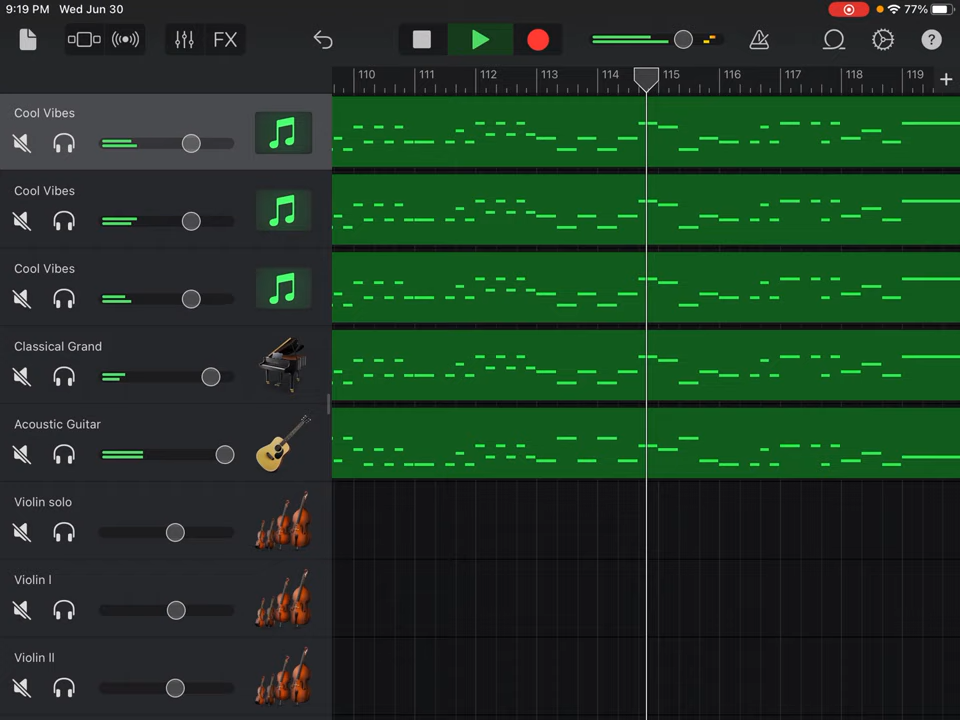 9:19 PM Wed Jun 30 77%
FX
110 111 112 113 114 115 116 117 118 119 +
?
Cool Vibes
Cool Vibes
Cool Vibes
Classical Grand
Acoustic Guitar
Violin solo
Violin I
Violin II